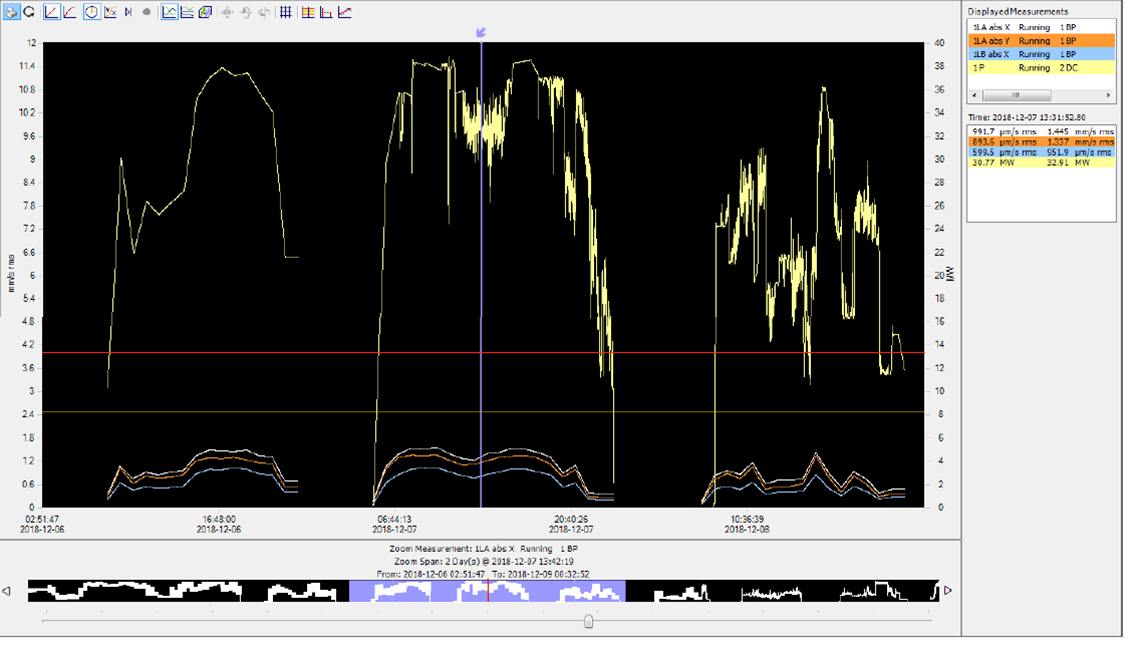 DisplayedMeasurements
1LA abs X Running 1 BP
1LA abs Y Running 1 BP
1LB abs X Running 1 BP
1 P Running 2 DC
Time: 2018-12-07 13:31:52.80
991.7 µm/s rms 1.445 mm/s rms
893.6 µm/s rms 1.337 mm/s rms
599.5 µm/s rms 951.9 µm/s rms
30.77 MW 32.91 MW
12
11.4
10.8
10.2
9.6
9
8.4
7.8
7.2
6.6
6
5.4
4.8
4.2
3.6
3
2.4
1.8
1.2
0.6
0
mm/s rms
40
38
36
34
32
30
28
26
24
22
20
18
16
14
12
10
8
6
4
2
0
MW
02:51:47 16:48:00 06:44:13 20:40:26 10:36:39
2018-12-06 2018-12-06 2018-12-07 2018-12-07 2018-12-08
Zoom Measurement: 1LA abs X Running 1 BP
Zoom Span: 2 Day(s) @ 2018-12-07 13:42:19
From: 2018-12-06 02:51:47 To: 2018-12-09 00:32:52